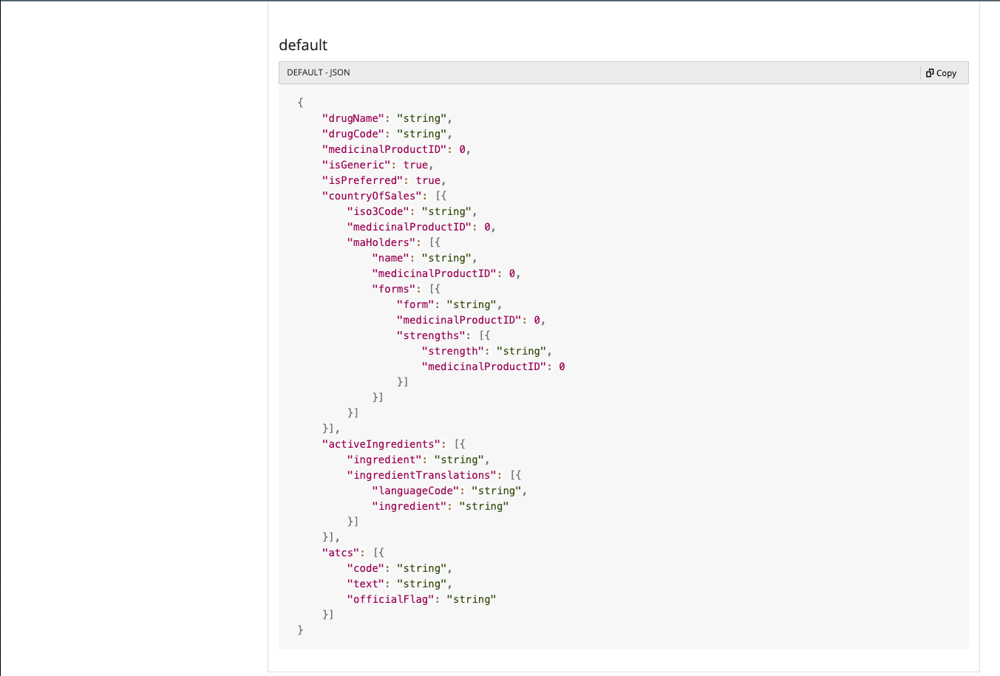 default
DEFAULT - JSON
Copy
{
    "drugName": "string",
    "drugCode": "string",
    "medicinalProductID": 0,
    "isGeneric": true,
    "isPreferred": true,
    "countryOfSales": [{
        "iso3Code": "string",
        "medicinalProductID": 0,
        "maHolders": [{
            "name": "string",
            "medicinalProductID": 0,
            "forms": [{
                "form": "string",
                "medicinalProductID": 0,
                "strengths": [{
                    "strength": "string",
                    "medicinalProductID": 0
                }]
            }]
        }]
    }],
    "activeIngredients": [{
        "ingredient": "string",
        "ingredientTranslations": [{
            "languageCode": "string",
            "ingredient": "string"
        }]
    }],
    "atcs": [{
        "code": "string",
        "text": "string",
        "officialFlag": "string"
    }]
}